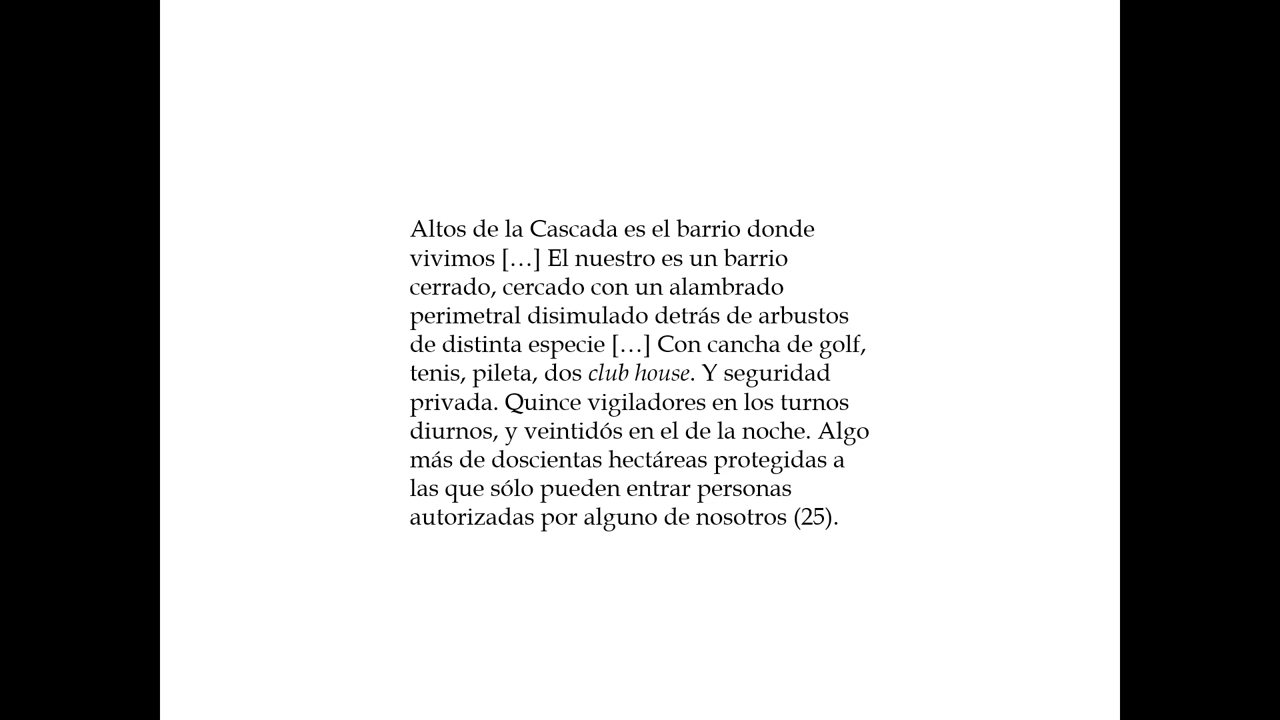 Altos de la Cascada es el barrio donde
vivimos […] El nuestro es un barrio
cerrado, cercado con un alambrado
perimetral disimulado detrás de arbustos
de distinta especie […] Con cancha de golf,
tenis, pileta, dos club house. Y seguridad
privada. Quince vigiladores en los turnos
diurnos, y veintidós en el de la noche. Algo
más de doscientas hectáreas protegidas a
las que sólo pueden entrar personas
autorizadas por alguno de nosotros (25).